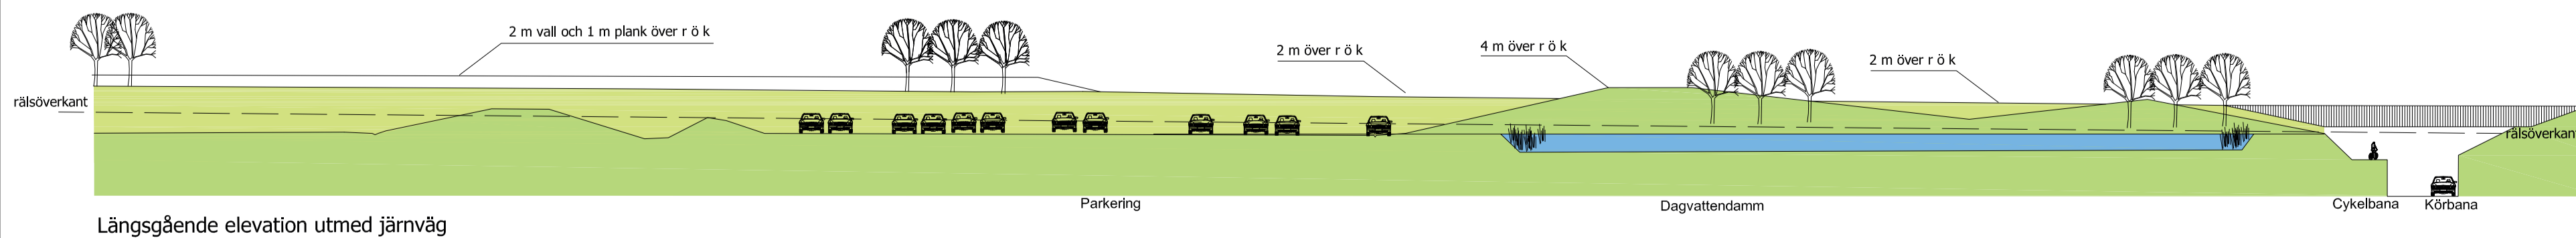 2 m vall och 1 m plank över r ö k
2 m över r ö k
4 m över r ö k
2 m över r ö k
rälsöverkant
rälsöverkant
Parkering
Dagvattendamm
Cykelbana
Körbana
Längsgående elevation utmed järnväg